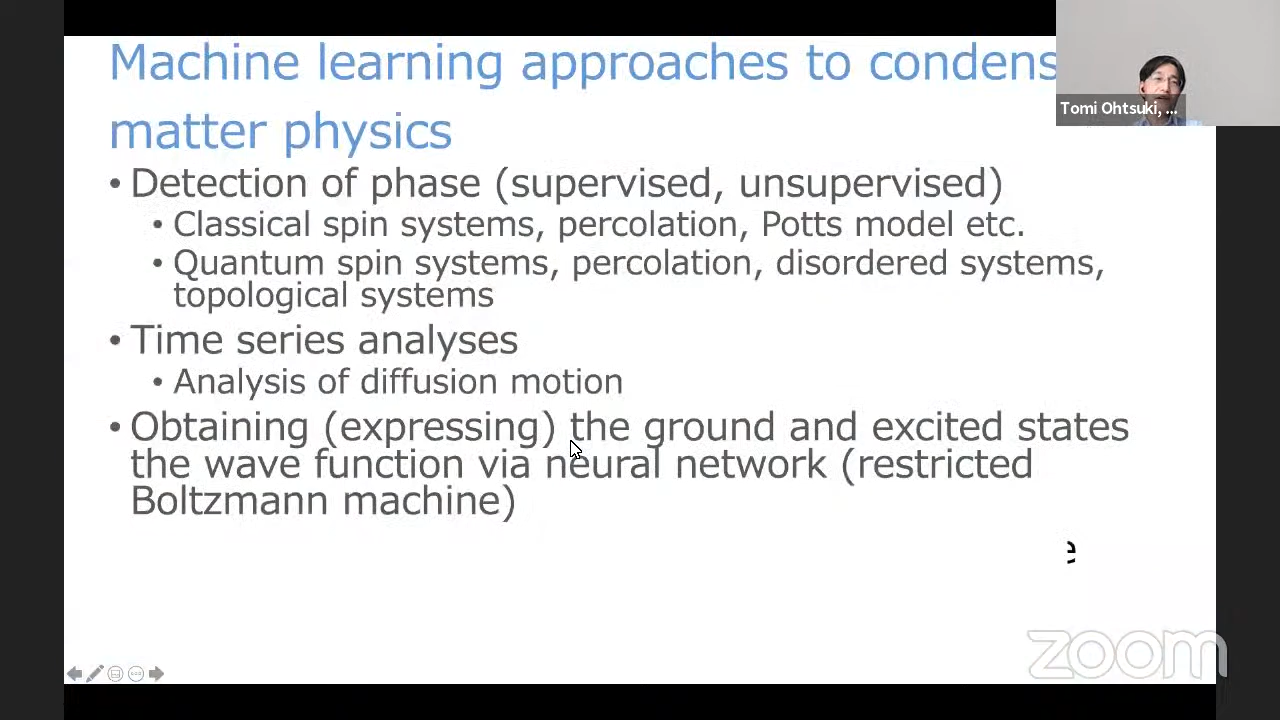 Machine learning approaches to condens
matter physics
• Detection of phase (supervised, unsupervised)
• Classical spin systems, percolation, Potts model etc.
• Quantum spin systems, percolation, disordered systems,
topological systems
• Time series analyses
• Analysis of diffusion motion
• Obtaining (expressing) the ground and excited states
the wave function via neural network (restricted
Boltzmann machine)
e
Tomi Ohtsuki, ...
zoom